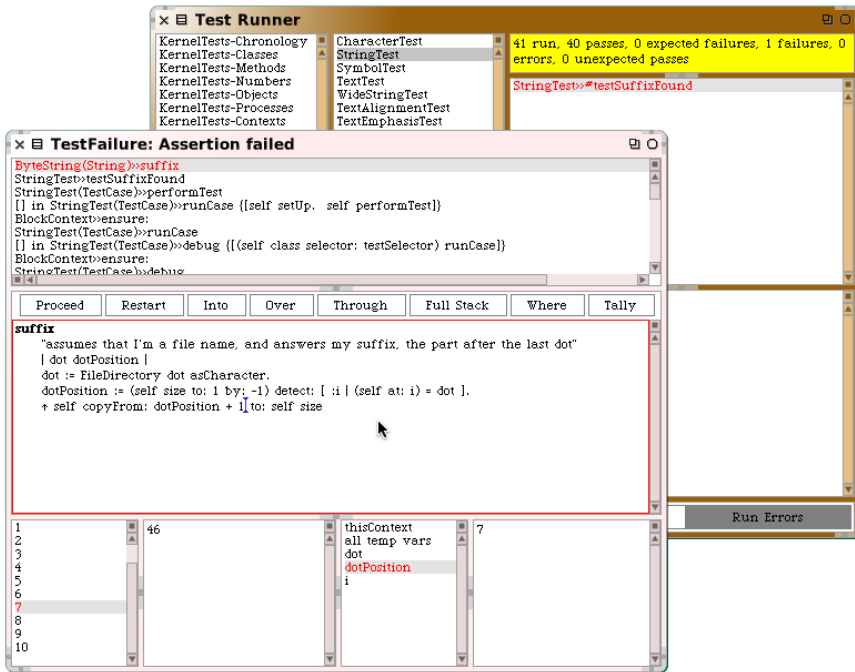 Test Runner
KernelTests-Chronology
KernelTests-Classes
KernelTests-Methods
KernelTests-Numbers
KernelTests-Objects
KernelTests-Processes
KernelTests-Contexts
CharacterTest
StringTest
SymbolTest
TextTest
WideStringTest
TextAlignmentTest
TextEmphasisTest
41 run, 40 passes, 0 expected failures, 1 failures, 0
errors, 0 unexpected passes
StringTest»#testSuffixFound
TestFailure: Assertion failed
ByteString(String)»suffix
StringTest»testSuffixFound
StringTest(TestCase)»performTest
[] in StringTest(TestCase)»runCase {[self setUp. self performTest]}
BlockContext»ensure:
StringTest(TestCase)»runCase
[] in StringTest(TestCase)»debug {[(self class selector: testSelector) runCase]}
BlockContext»ensure:
StringTest(TestCase)»debug
Proceed Restart Into Over Through Full Stack Where Tally
suffix
"assumes that I'm a file name, and answers my suffix, the part after the last dot"
| dot dotPosition |
dot := FileDirectory dot asCharacter.
dotPosition := (self size to: 1 by: -1) detect: [ :i | (self at: i) = dot ].
↑ self copyFrom: dotPosition + 1 to: self size
1
2
3
4
5
6
7
8
9
10
46
thisContext
all temp vars
dot
dotPosition
i
7
Run Errors